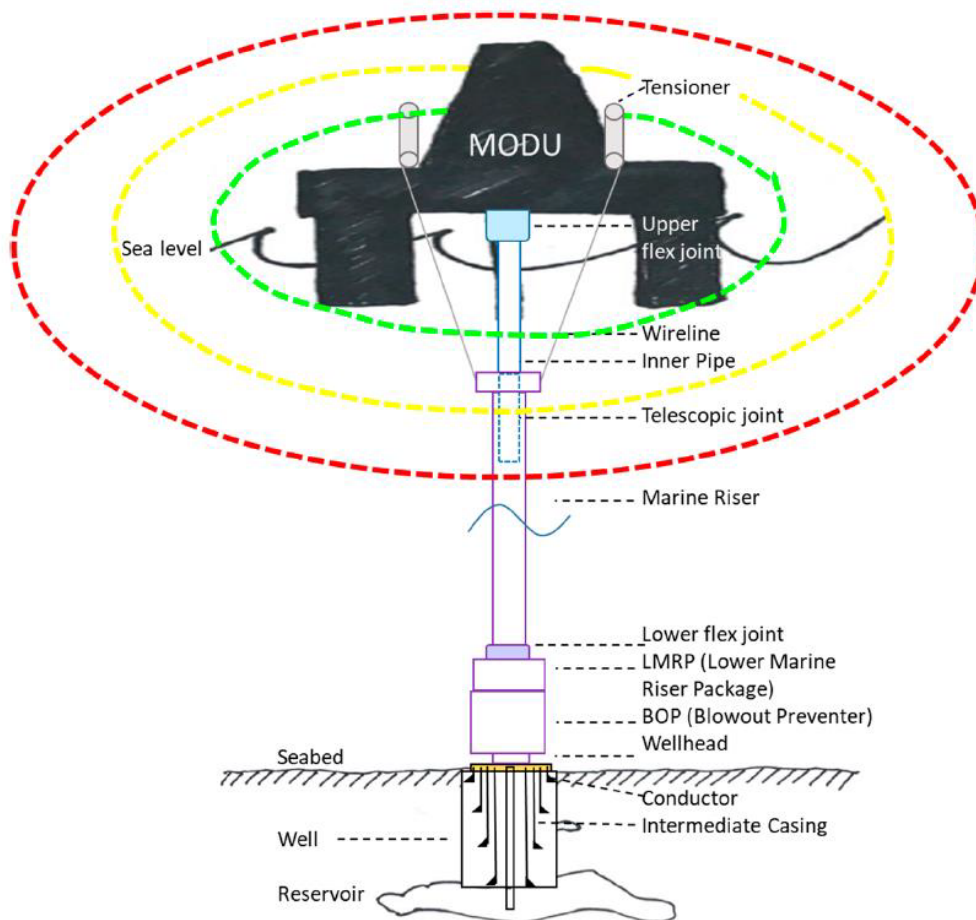 Tensioner
MODU
Upper
flex joint
Sea level
Wireline
Inner Pipe
Telescopic joint
Marine Riser
Lower flex joint
LMRP (Lower Marine
Riser Package)
BOP (Blowout Preventer)
Wellhead
Seabed
Conductor
Intermediate Casing
Well
Reservoir